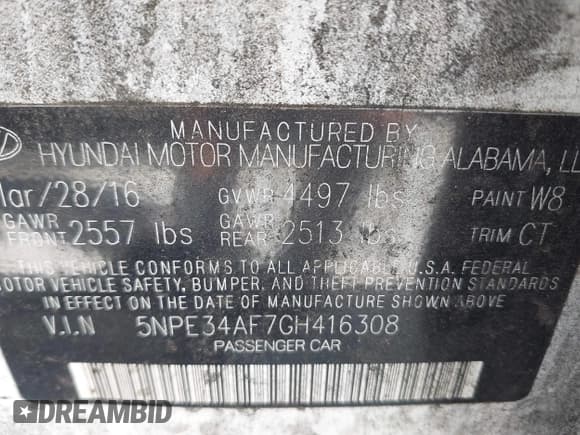 MANUFACTURED BY
HYUNDAI MOTOR MANUFACTURING ALABAMA, LL
ar/28/16 GVWR 4497 lbs PAINT W8
GAWR FRONT 2557 lbs GAWR REAR 2513 lbs TRIM CT
THIS VEHICLE CONFORMS TO ALL APPLICABLE U.S.A. FEDERAL
MOTOR VEHICLE SAFETY, BUMPER, AND THEFT PREVENTION STANDARDS
IN EFFECT ON THE DATE OF MANUFACTURE SHOWN ABOVE.
V.I.N 5NPE34AF7GH416308
PASSENGER CAR
DREAMBID